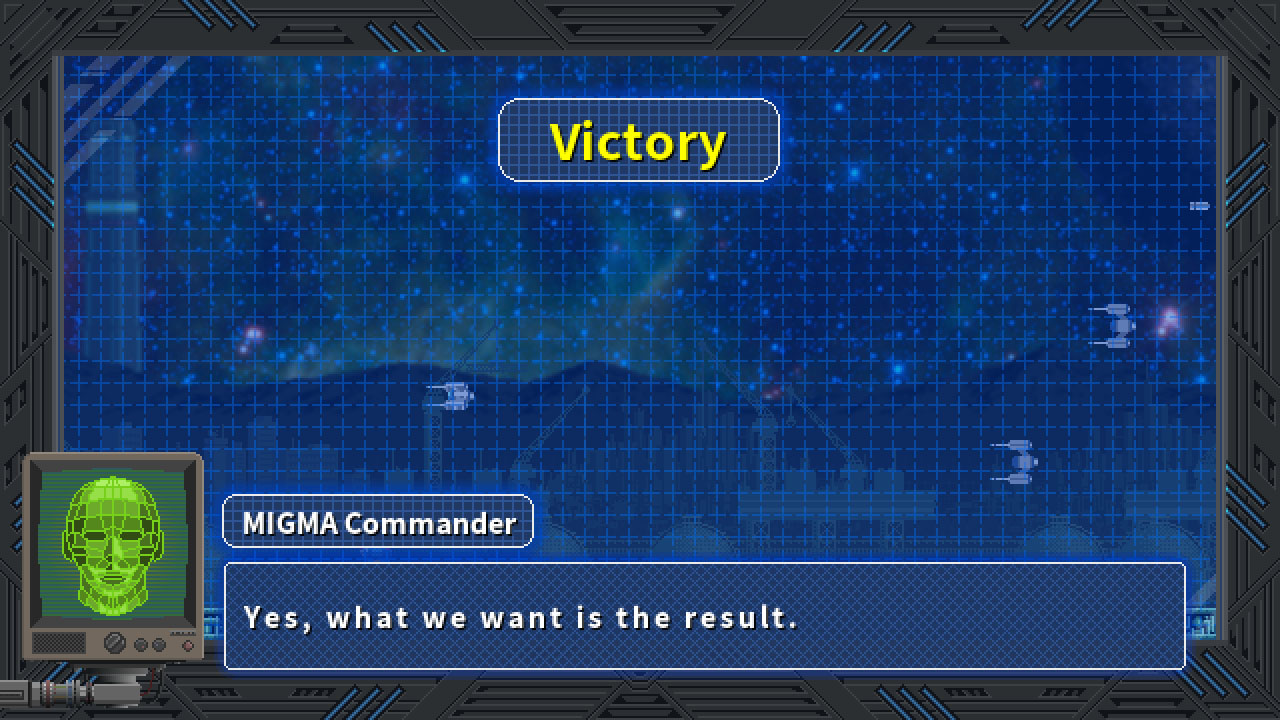 Victory
MIGMA Commander
Yes, what we want is the result.